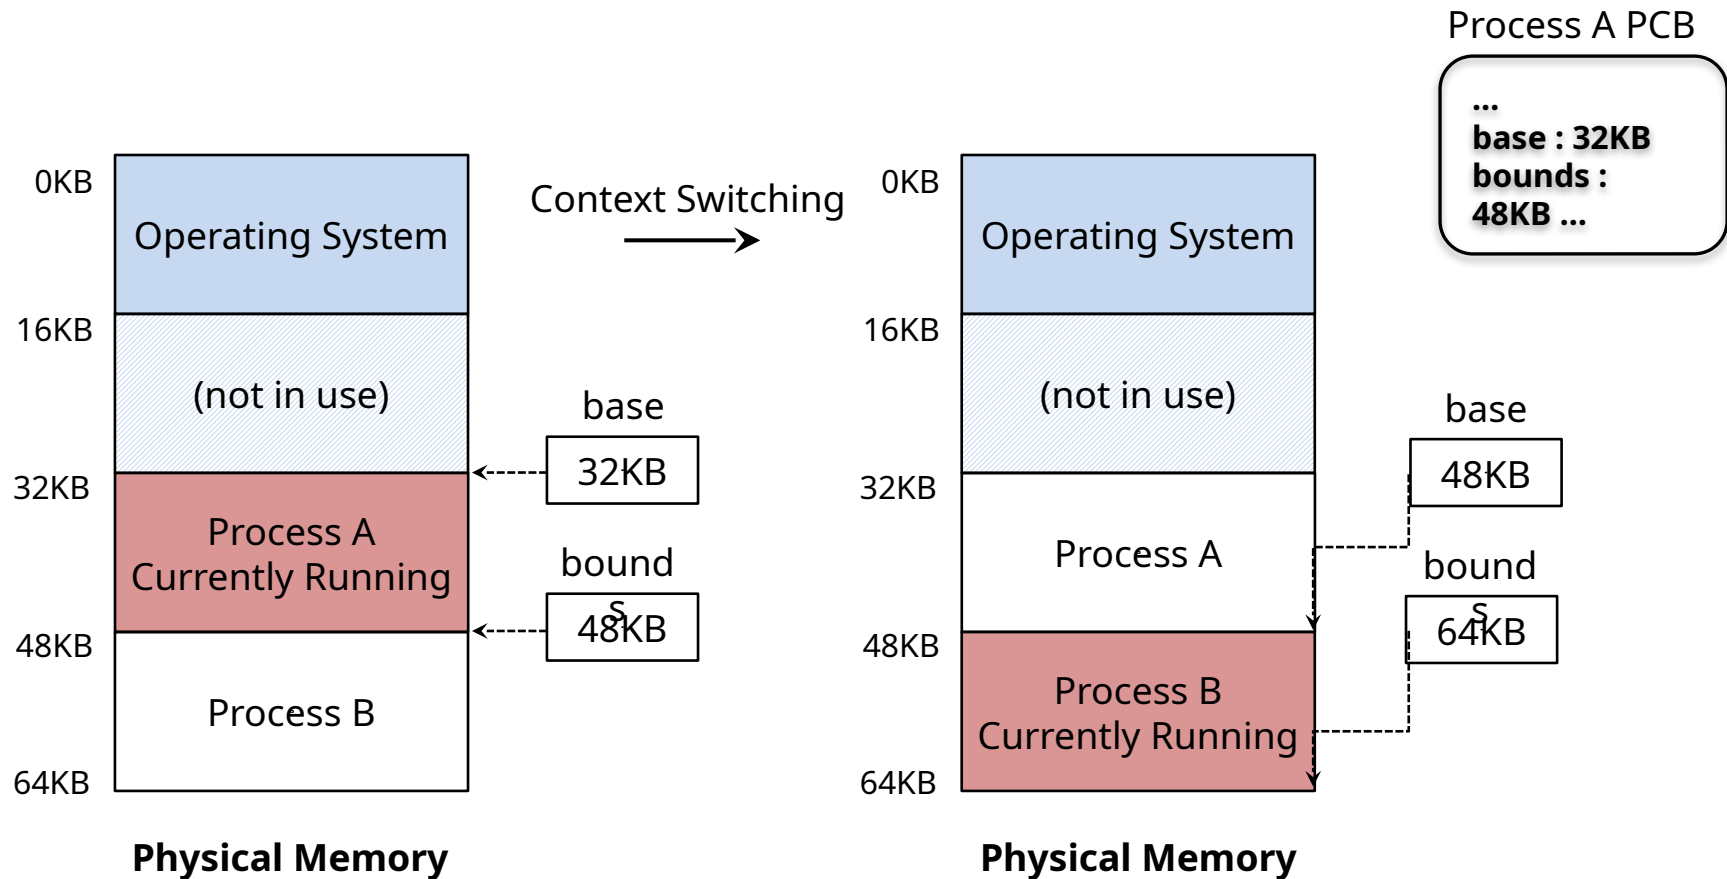 Process A PCB
...
base : 32KB
bounds :
48KB ...
0KB
Operating System
16KB
(not in use)
32KB
Process A
Currently Running
48KB
Process B
64KB
Physical Memory
base
32KB
bound
s
48KB
Context Switching
0KB
Operating System
16KB
(not in use)
32KB
Process A
48KB
Process B
Currently Running
64KB
Physical Memory
base
48KB
bound
s
64KB